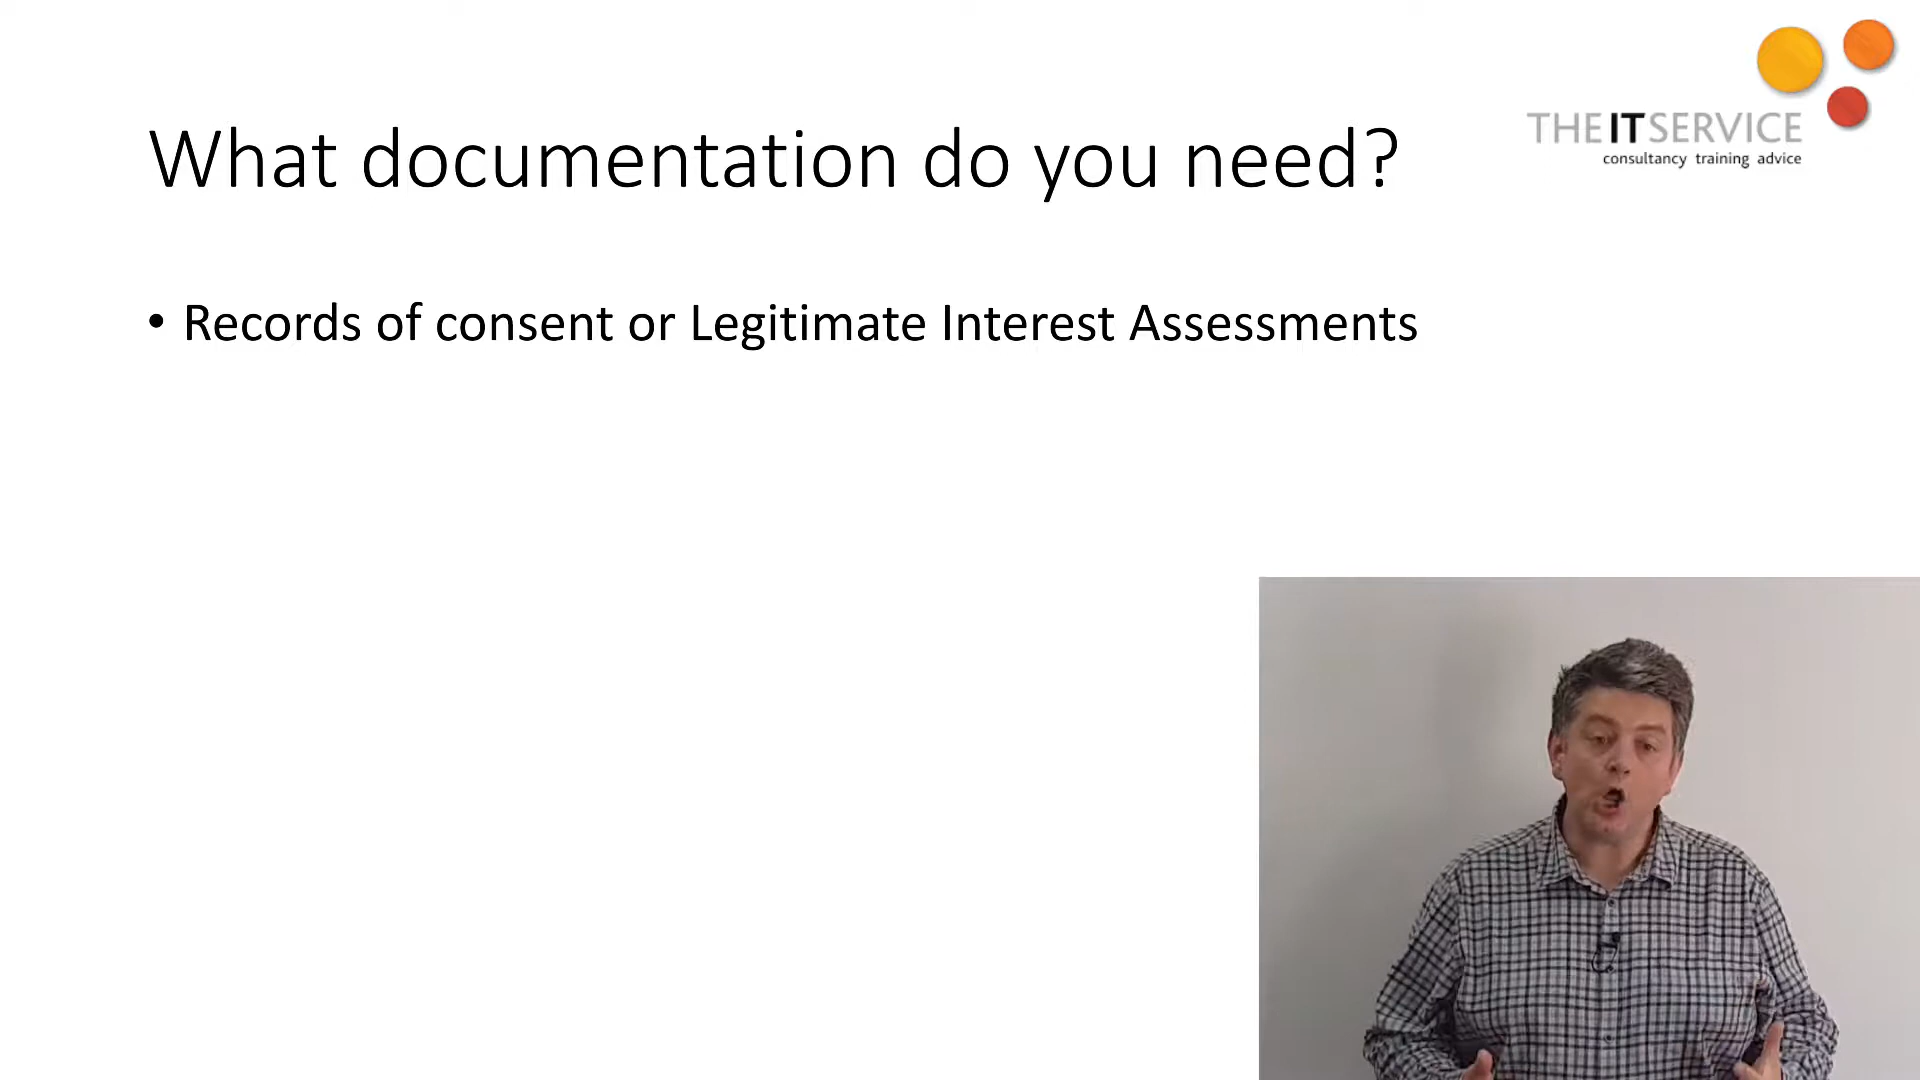 THE IT SERVICE
consultancy training advice
What documentation do you need?
• Records of consent or Legitimate Interest Assessments